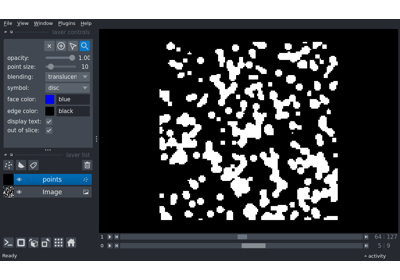 File View Window Plugins Help
layer controls
opacity: 1.00
point size: 10
blending: translucen
symbol: disc
face color: blue
edge color: black
display text:
out of slice:
layer list
points
Image
1 64 127
0 5 9
Ready activity